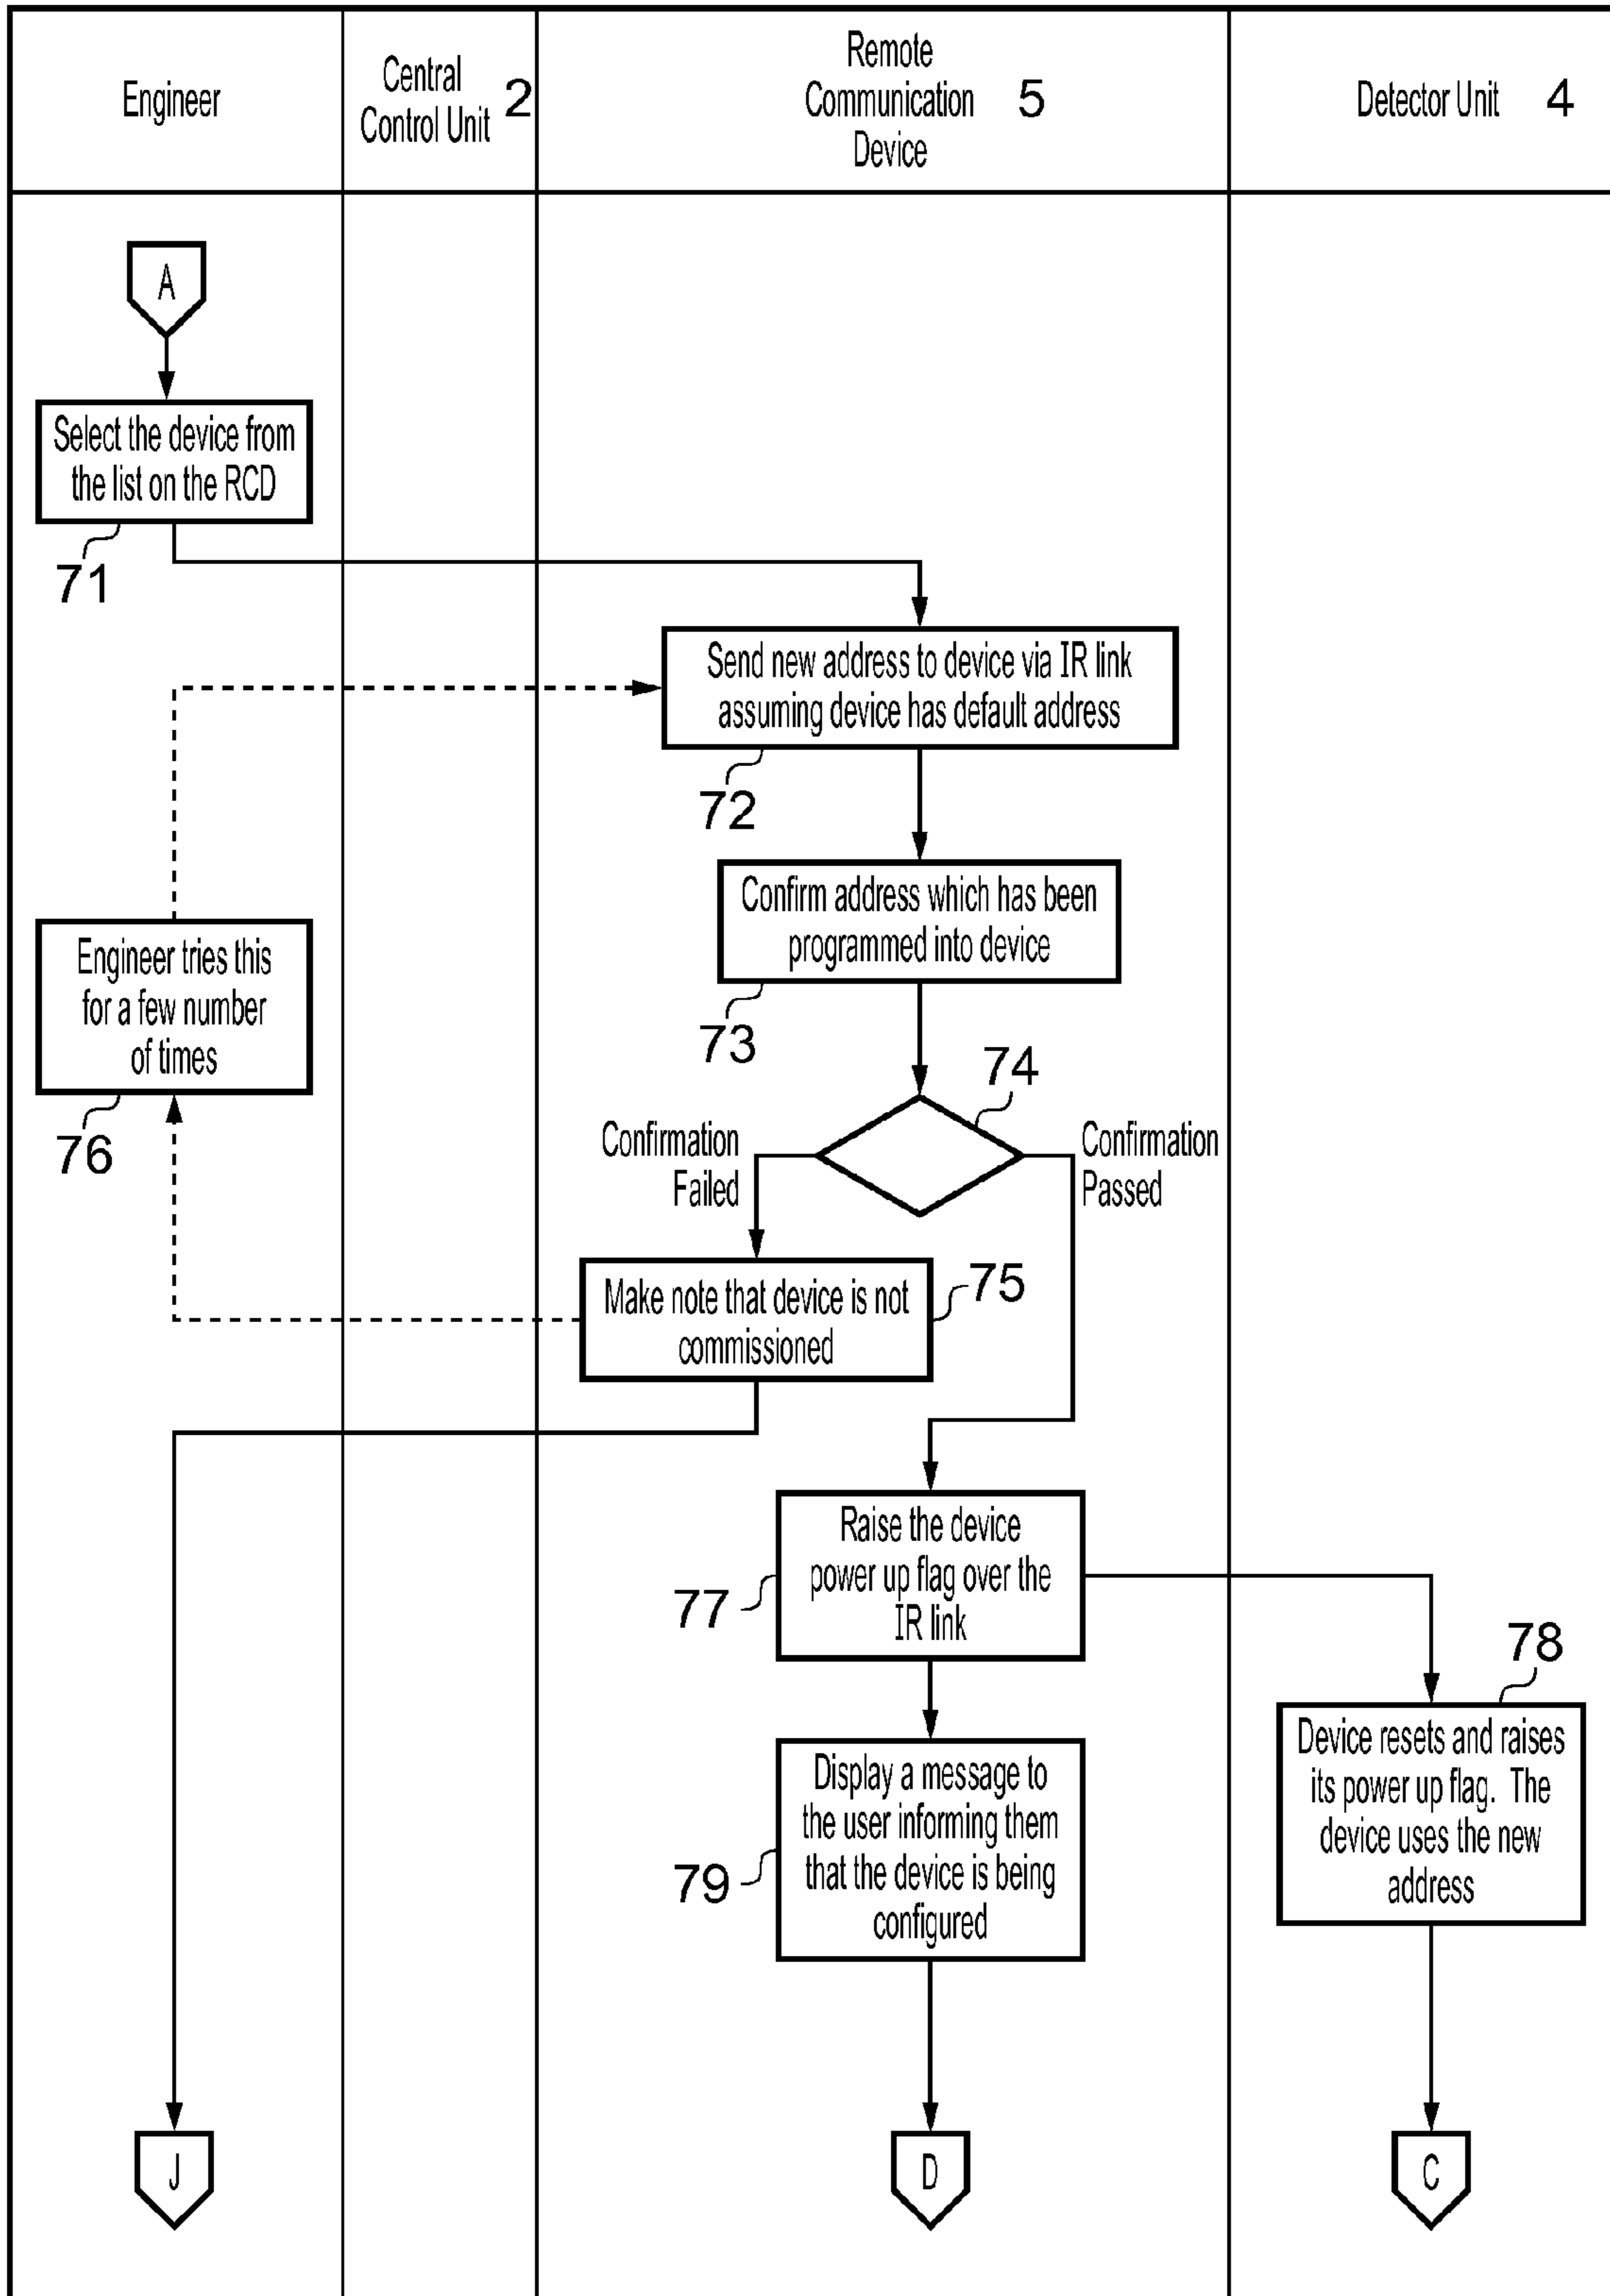 Engineer
Central
Control Unit 2
Remote
Communication 5
Device
Detector Unit 4
A
Select the device from
the list on the RCD
71
Send new address to device via IR link
assuming device has default address
72
Confirm address which has been
programmed into device
73
Engineer tries this
for a few number
of times
76
74
Confirmation
Failed
Confirmation
Passed
Make note that device is not
commissioned
75
Raise the device
power up flag over the
IR link
77
78
Device resets and raises
its power up flag. The
device uses the new
address
Display a message to
the user informing them
that the device is being
configured
79
J
D
C